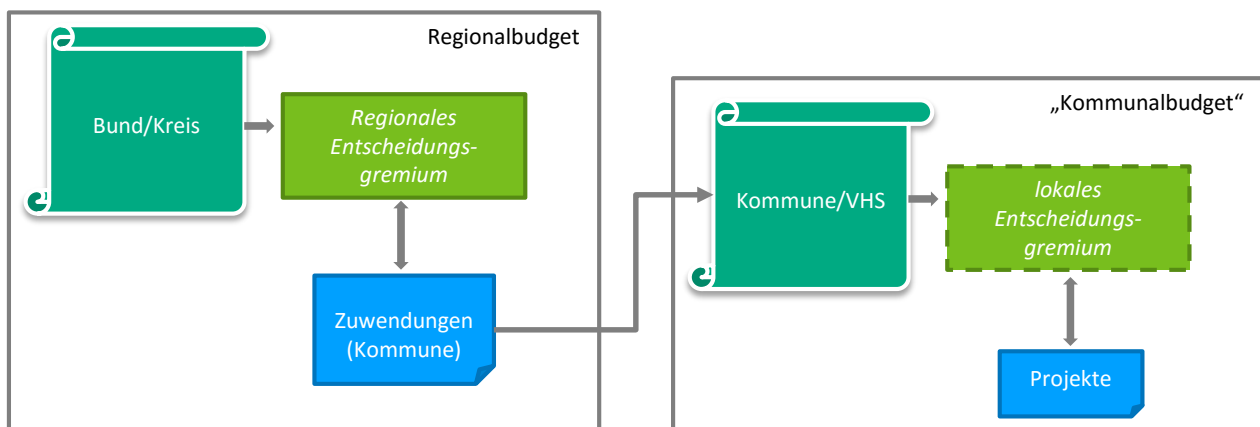 Regionalbudget
Bund/Kreis
Regionales
Entscheidungs-
gremium
Zuwendungen
(Kommune)
„Kommunalbudget“
Kommune/VHS
lokales
Entscheidungs-
gremium
Projekte